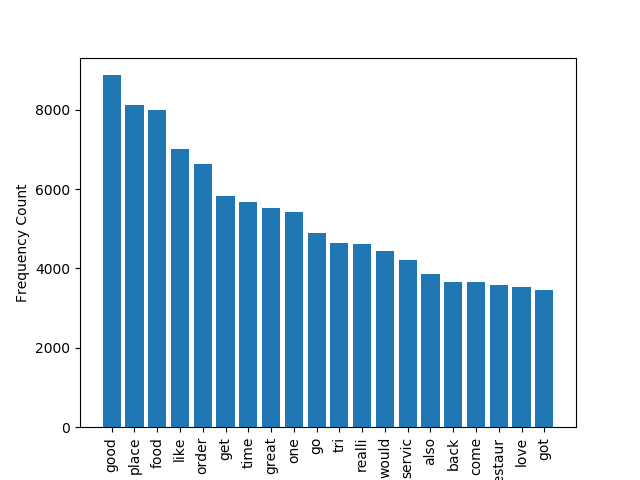 Frequency Count
8000
6000
4000
2000
0
good
place
food
like
order
get
time
great
one
go
tri
realli
would
servic
also
back
come
estaur
love
got